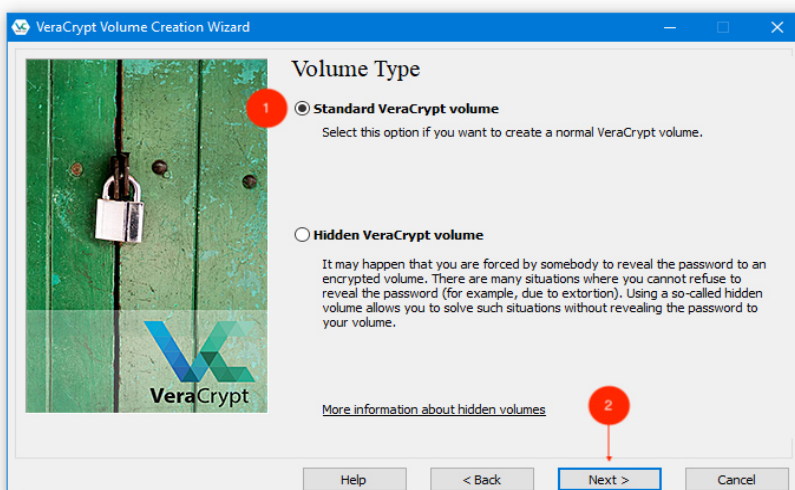 VeraCrypt Volume Creation Wizard
Volume Type
1
Standard VeraCrypt volume
Select this option if you want to create a normal VeraCrypt volume.
Hidden VeraCrypt volume
It may happen that you are forced by somebody to reveal the password to an
encrypted volume. There are many situations where you cannot refuse to
reveal the password (for example, due to extortion). Using a so-called hidden
volume allows you to solve such situations without revealing the password to
your volume.
VeraCrypt
More information about hidden volumes
2
Help
< Back
Next >
Cancel